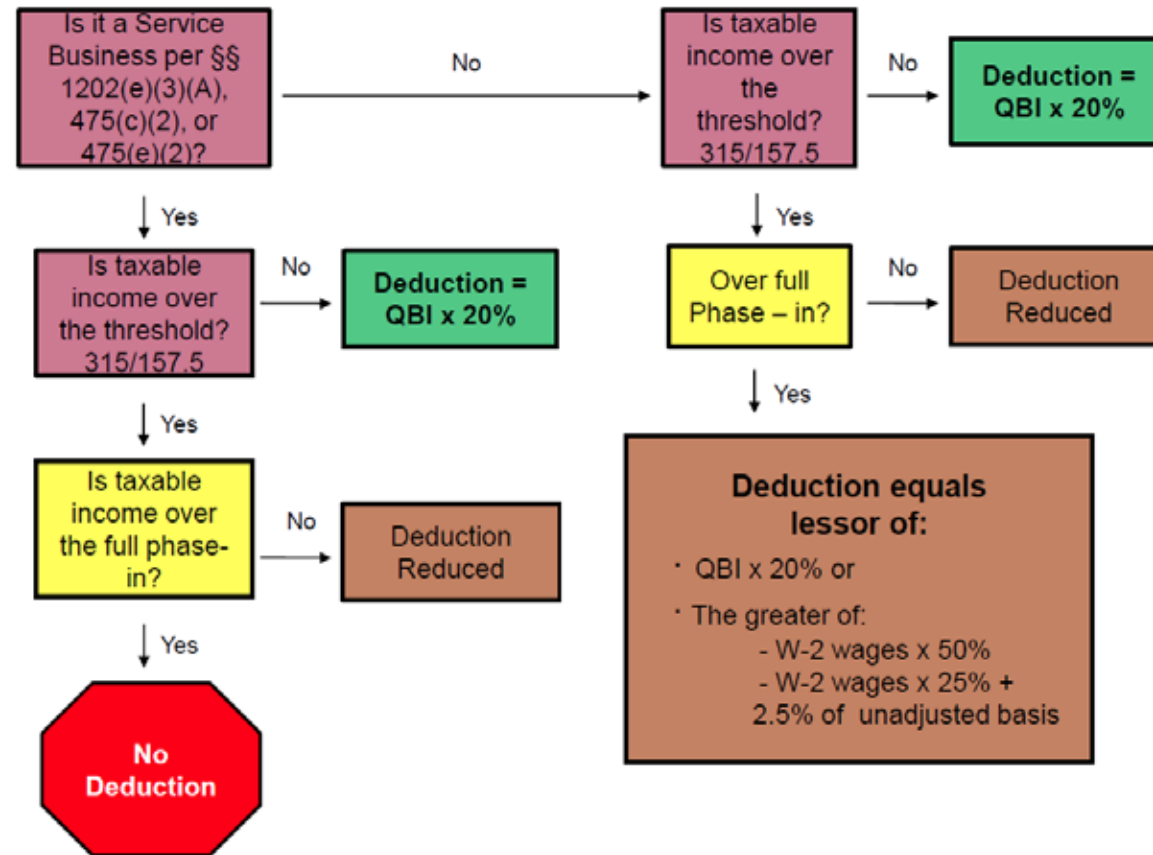 Is it a Service
Business per §§
1202(e)(3)(A),
475(c)(2), or
475(e)(2)?
No
Is taxable
income over
the
threshold?
315/157.5
No
Deduction =
QBI x 20%
Yes
Yes
Is taxable
income over
the threshold?
315/157.5
No
Deduction =
QBI x 20%
Over full
Phase – in?
No
Deduction
Reduced
Yes
Yes
Is taxable
income over
the full phase-
in?
No
Deduction
Reduced
Deduction equals
lessor of:
· QBI x 20% or
· The greater of:
- W-2 wages x 50%
- W-2 wages x 25% +
2.5% of unadjusted basis
Yes
No
Deduction